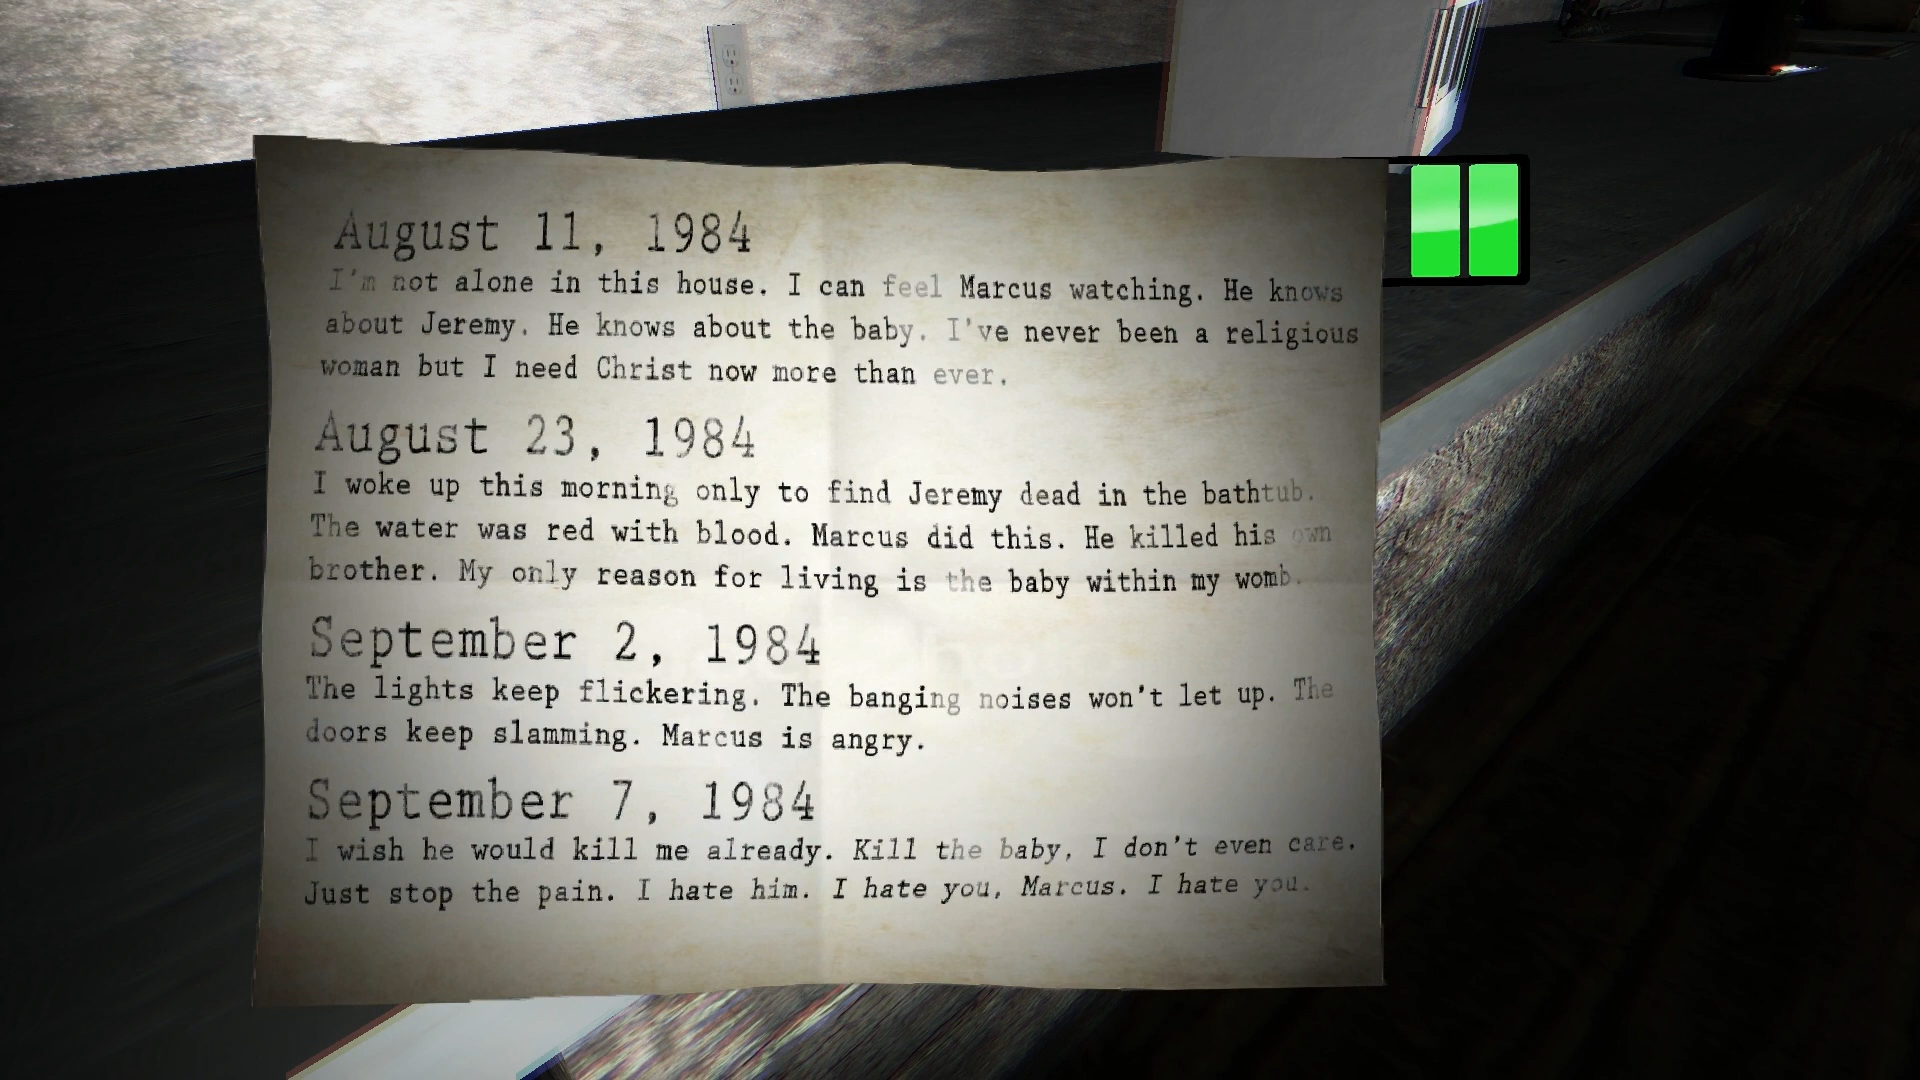 August 11, 1984
I'm not alone in this house. I can feel Marcus watching. He knows
about Jeremy. He knows about the baby. I've never been a religious
woman but I need Christ now more than ever.
August 23, 1984
I woke up this morning only to find Jeremy dead in the bathtub.
The water was red with blood. Marcus did this. He killed his own
brother. My only reason for living is the baby within my womb.
September 2, 1984
The lights keep flickering. The banging noises won't let up. The
doors keep slamming. Marcus is angry.
September 7, 1984
I wish he would kill me already. Kill the baby, I don't even care.
Just stop the pain. I hate him. I hate you, Marcus. I hate you.